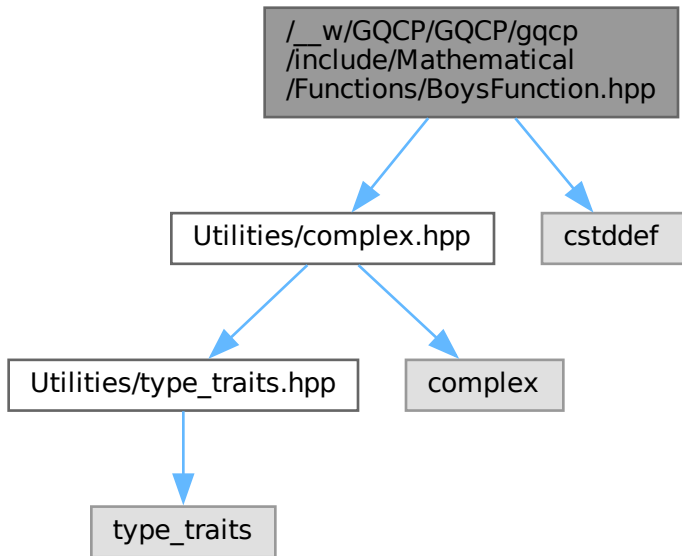 /__w/GQCP/GQCP/gqcp
/include/Mathematical
/Functions/BoysFunction.hpp
Utilities/complex.hpp
cstddef
Utilities/type_traits.hpp
complex
type_traits